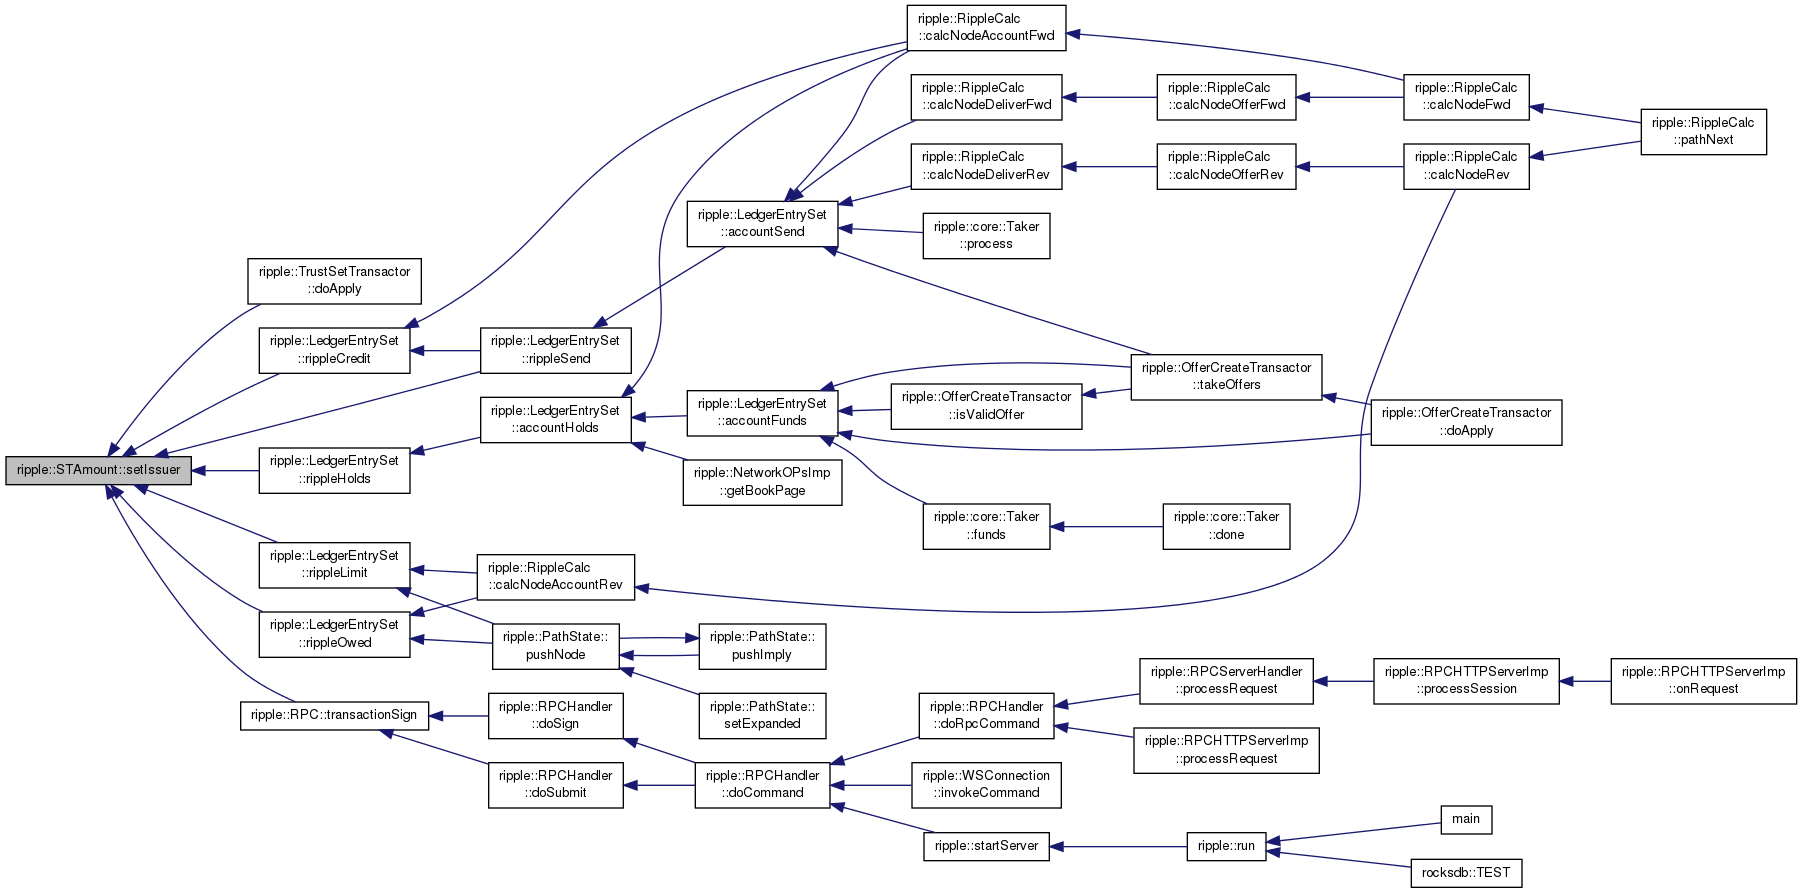 ripple::RippleCalc
::calcNodeAccountFwd
ripple::RippleCalc
::calcNodeDeliverFwd
ripple::RippleCalc
::calcNodeOfferFwd
ripple::RippleCalc
::calcNodeFwd
ripple::RippleCalc
::pathNext
ripple::RippleCalc
::calcNodeDeliverRev
ripple::RippleCalc
::calcNodeOfferRev
ripple::RippleCalc
::calcNodeRev
ripple::LedgerEntrySet
::accountSend
ripple::core::Taker
::process
ripple::TrustSetTransactor
::doApply
ripple::LedgerEntrySet
::rippleCredit
ripple::LedgerEntrySet
::rippleSend
ripple::OfferCreateTransactor
::takeOffers
ripple::LedgerEntrySet
::accountHolds
ripple::LedgerEntrySet
::accountFunds
ripple::OfferCreateTransactor
::isValidOffer
ripple::OfferCreateTransactor
::doApply
ripple::STAmount::setIssuer
ripple::LedgerEntrySet
::rippleHolds
ripple::NetworkOPsImp
::getBookPage
ripple::core::Taker
::funds
ripple::core::Taker
::done
ripple::LedgerEntrySet
::rippleLimit
ripple::RippleCalc
::calcNodeAccountRev
ripple::LedgerEntrySet
::rippleOwed
ripple::PathState::
pushNode
ripple::PathState::
pushImply
ripple::PathState::
setExpanded
ripple::RPC::transactionSign
ripple::RPCHandler
::doSign
ripple::RPCHandler
::doSubmit
ripple::RPCHandler
::doCommand
ripple::RPCHandler
::doRpcCommand
ripple::RPCServerHandler
::processRequest
ripple::RPCHTTPServerImp
::processSession
ripple::RPCHTTPServerImp
::onRequest
ripple::RPCHTTPServerImp
::processRequest
ripple::WSConnection
::invokeCommand
ripple::startServer
ripple::run
main
rocksdb::TEST